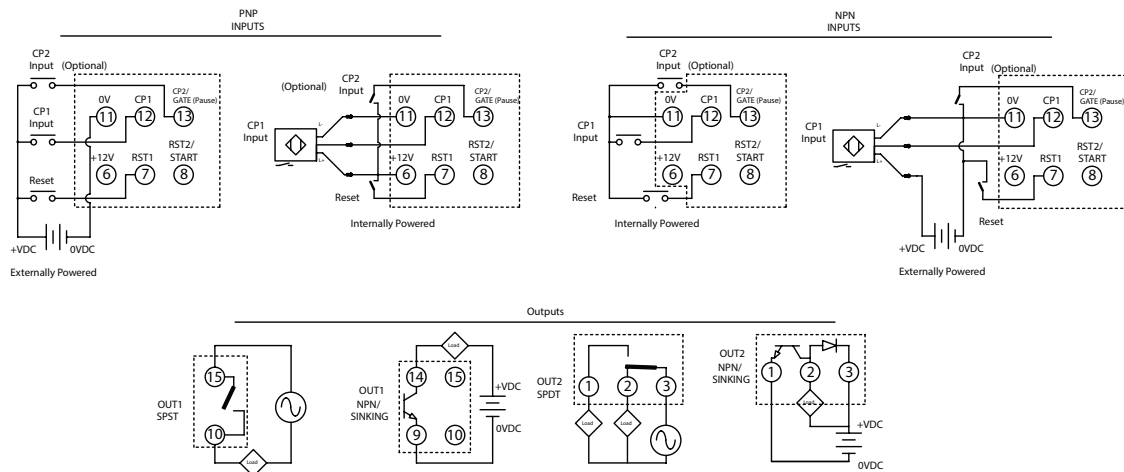 PNP
INPUTS
CP2
Input
(Optional)
0V
CP1
CP2/
GATE (Pause)
11
12
13
CP1
Input
+12V
RST1
RST2/
START
6
7
8
Reset
+VDC
0VDC
Externally Powered
(Optional)
CP2
Input
0V
CP1
CP2/
GATE (Pause)
11
12
13
CP1
Input
L-
L+
+12V
RST1
RST2/
START
6
7
8
Reset
Internally Powered
NPN
INPUTS
CP2
Input
(Optional)
0V
CP1
CP2/
GATE (Pause)
11
12
13
CP1
Input
+12V
RST1
RST2/
START
6
7
8
Reset
Internally Powered
CP2
Input
(Optional)
0V
CP1
CP2/
GATE (Pause)
11
12
13
CP1
Input
L-
L+
+12V
RST1
RST2/
START
6
7
8
Reset
+VDC
0VDC
Externally Powered
Outputs
15
OUT1
SPST
10
Load
Load
14
15
OUT1
NPN/
SINKING
9
10
+VDC
0VDC
OUT2
SPDT
1
2
3
Load
Load
OUT2
NPN/
SINKING
1
2
3
Load
+VDC
0VDC